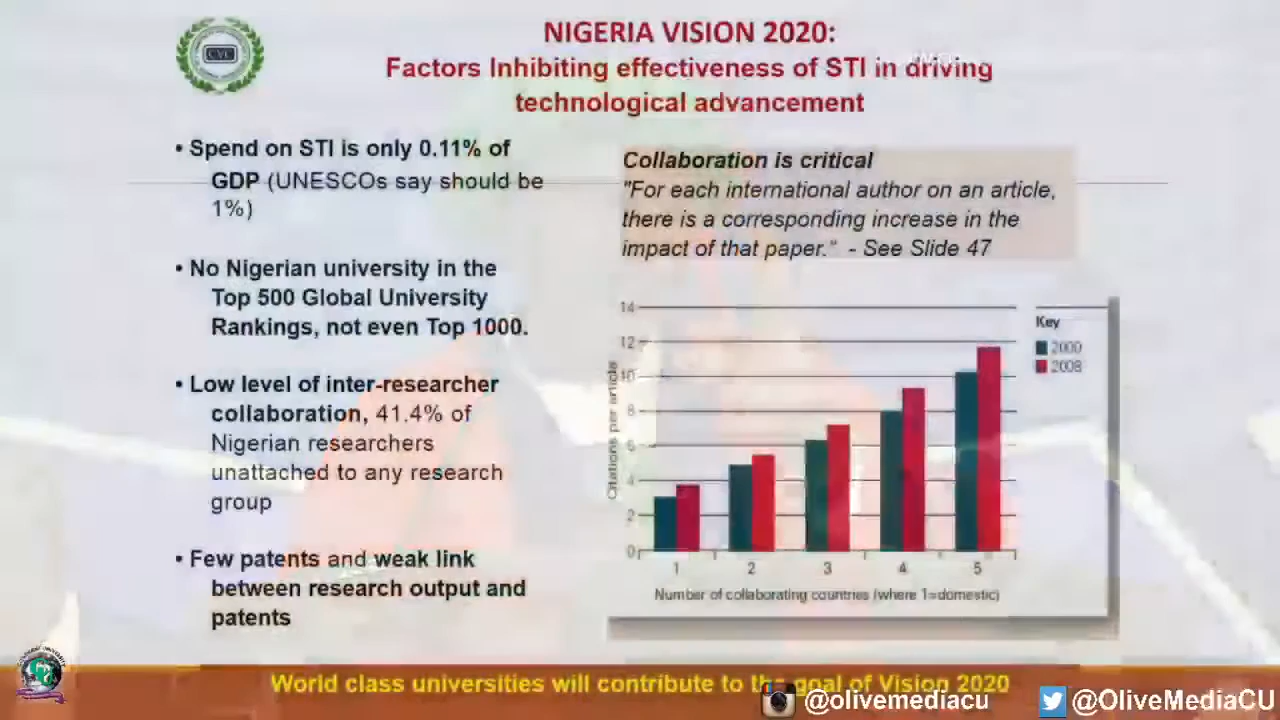 NIGERIA VISION 2020:
Factors Inhibiting effectiveness of STI in driving
technological advancement
CVC
• Spend on STI is only 0.11% of
GDP (UNESCOs say should be
1%)
• No Nigerian university in the
Top 500 Global University
Rankings, not even Top 1000.
• Low level of inter-researcher
collaboration, 41.4% of
Nigerian researchers
unattached to any research
group
• Few patents and weak link
between research output and
patents
Collaboration is critical
"For each international author on an article,
there is a corresponding increase in the
impact of that paper." - See Slide 47
14
12
10
8
6
4
2
0
Citations per article
1 2 3 4 5
Number of collaborating countries (where 1=domestic)
Key
2000
2008
World class universities will contribute to the goal of Vision 2020
@olivemediacu
@OliveMediaCU